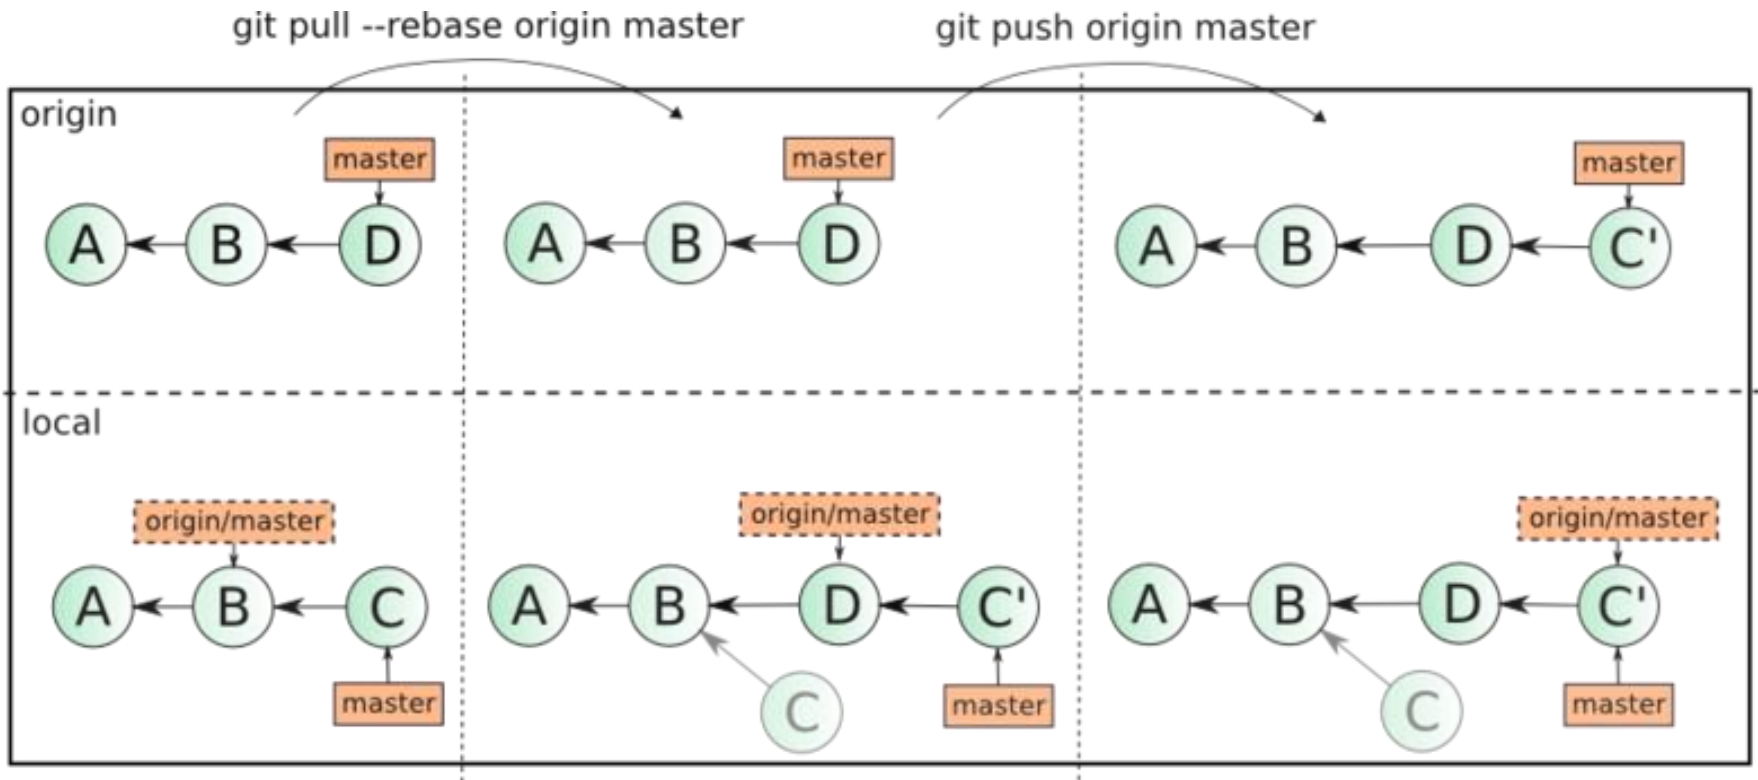 git pull --rebase origin master
git push origin master
origin
master
master
master
A B D
A B D
A B D C'
local
origin/master
origin/master
origin/master
A B C
A B D C'
A B D C'
master
C
master
C
master